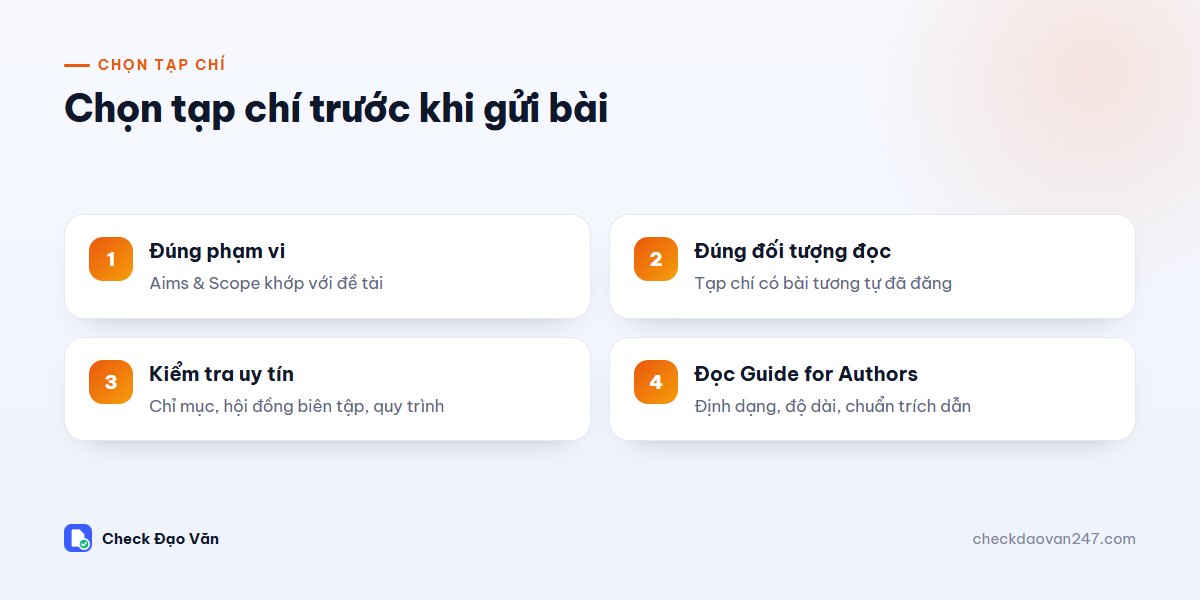 CHỌN TẠP CHÍ
Chọn tạp chí trước khi gửi bài
1
Đúng phạm vi
Aims & Scope khớp với đề tài
2
Đúng đối tượng đọc
Tạp chí có bài tương tự đã đăng
3
Kiểm tra uy tín
Chỉ mục, hội đồng biên tập, quy trình
4
Đọc Guide for Authors
Định dạng, độ dài, chuẩn trích dẫn
Check Đạo Văn
checkdaovan247.com